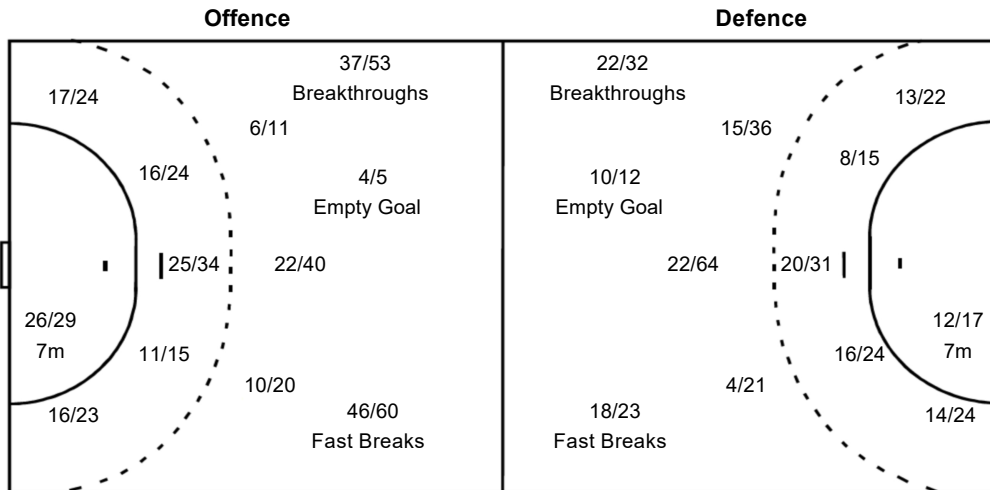 Offence
Defence
37/53
Breakthroughs
22/32
Breakthroughs
17/24
13/22
6/11
15/36
16/24
8/15
4/5
Empty Goal
10/12
Empty Goal
25/34
22/40
22/64
20/31
26/29
7m
12/17
7m
11/15
16/24
10/20
4/21
16/23
46/60
Fast Breaks
18/23
Fast Breaks
14/24